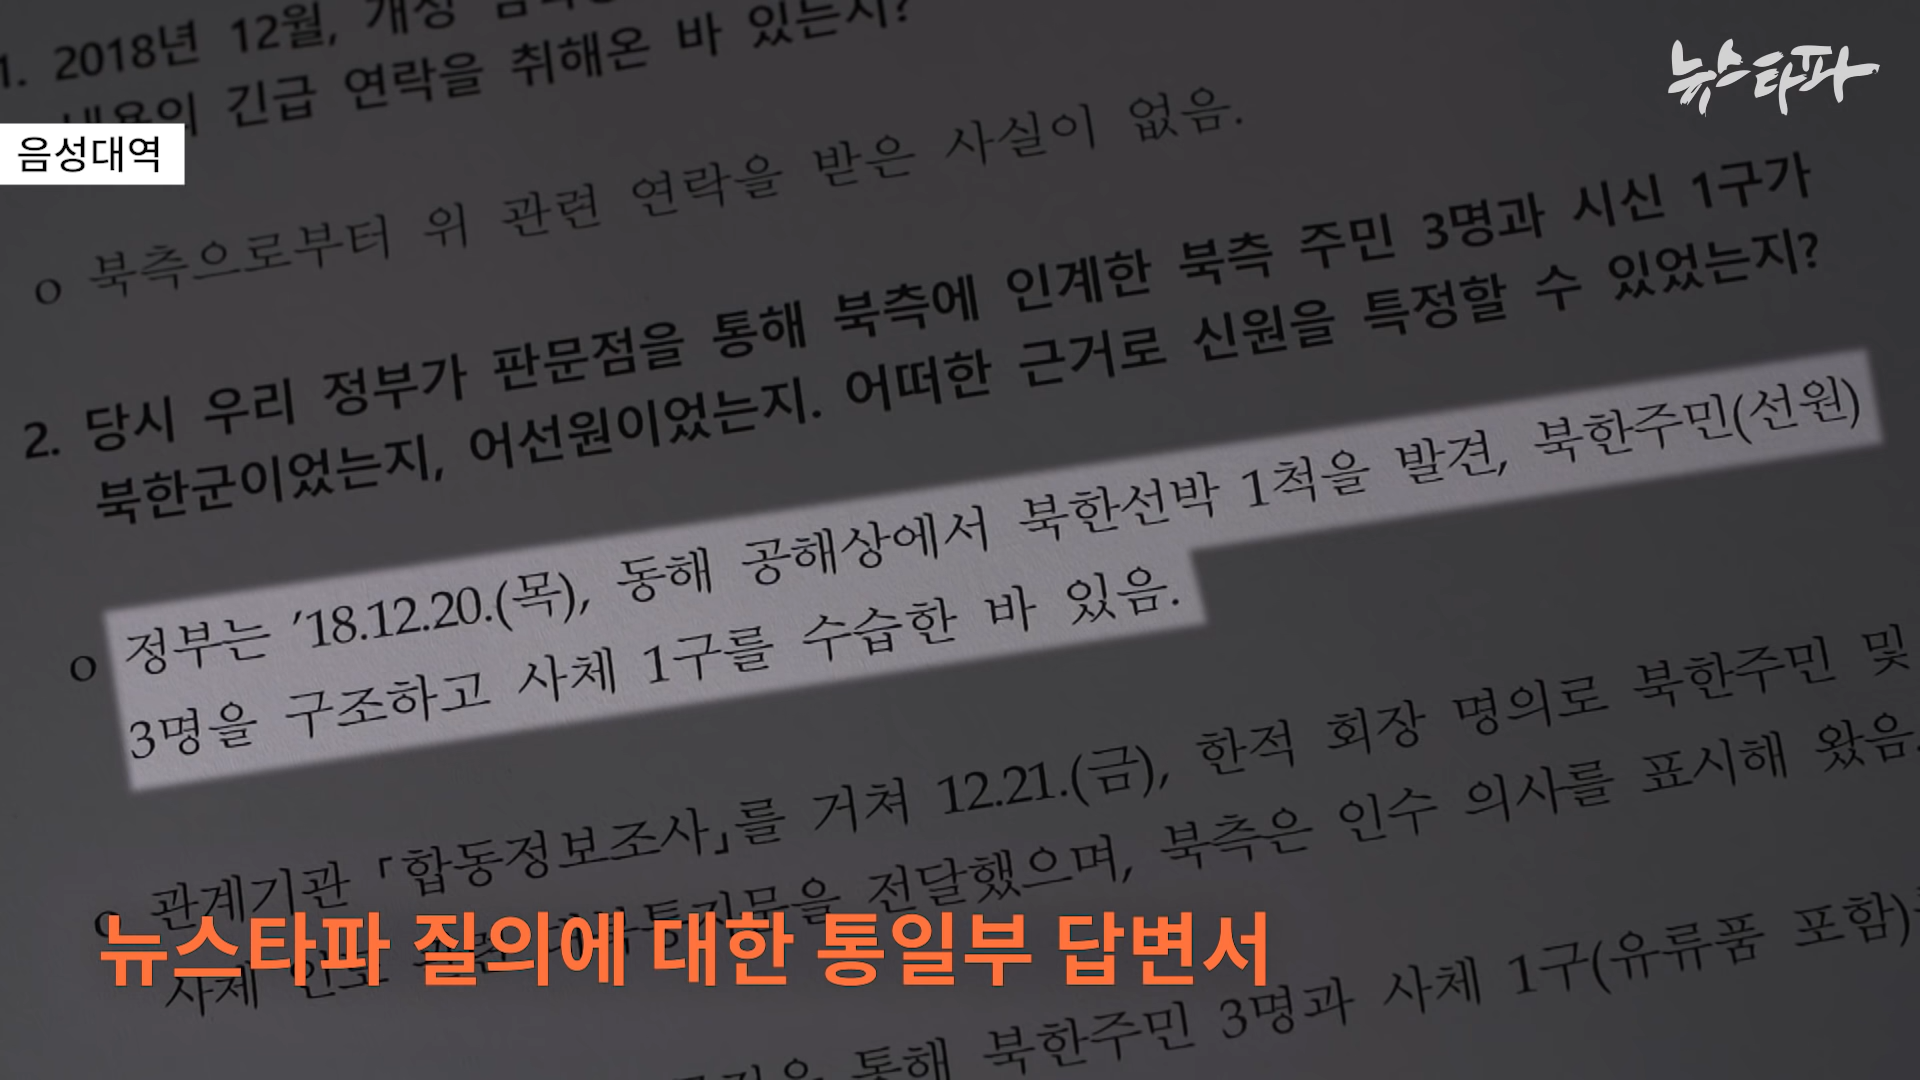 뉴스타파
1. 2018년 12월, 개성
내용의 긴급 연락을 취해온 바 있는지?
음성대역
o 북측으로부터 위 관련 연락을 받은 사실이 없음.
2. 당시 우리 정부가 판문점을 통해 북측에 인계한 북측 주민 3명과 시신 1구가
북한군이었는지, 어선원이었는지. 어떠한 근거로 신원을 특정할 수 있었는지?
o 정부는 ′18.12.20.(목), 동해 공해상에서 북한선박 1척을 발견, 북한주민(선원)
3명을 구조하고 사체 1구를 수습한 바 있음.
o 관계기관 ｢합동정보조사｣를 거쳐 12.21.(금), 한적 회장 명의로 북한주민 및
사체 인도 전달했으며, 북측은 인수 의사를 표시해 왔음.
뉴스타파 질의에 대한 통일부 답변서
통해 북한주민 3명과 사체 1구(유류품 포함)